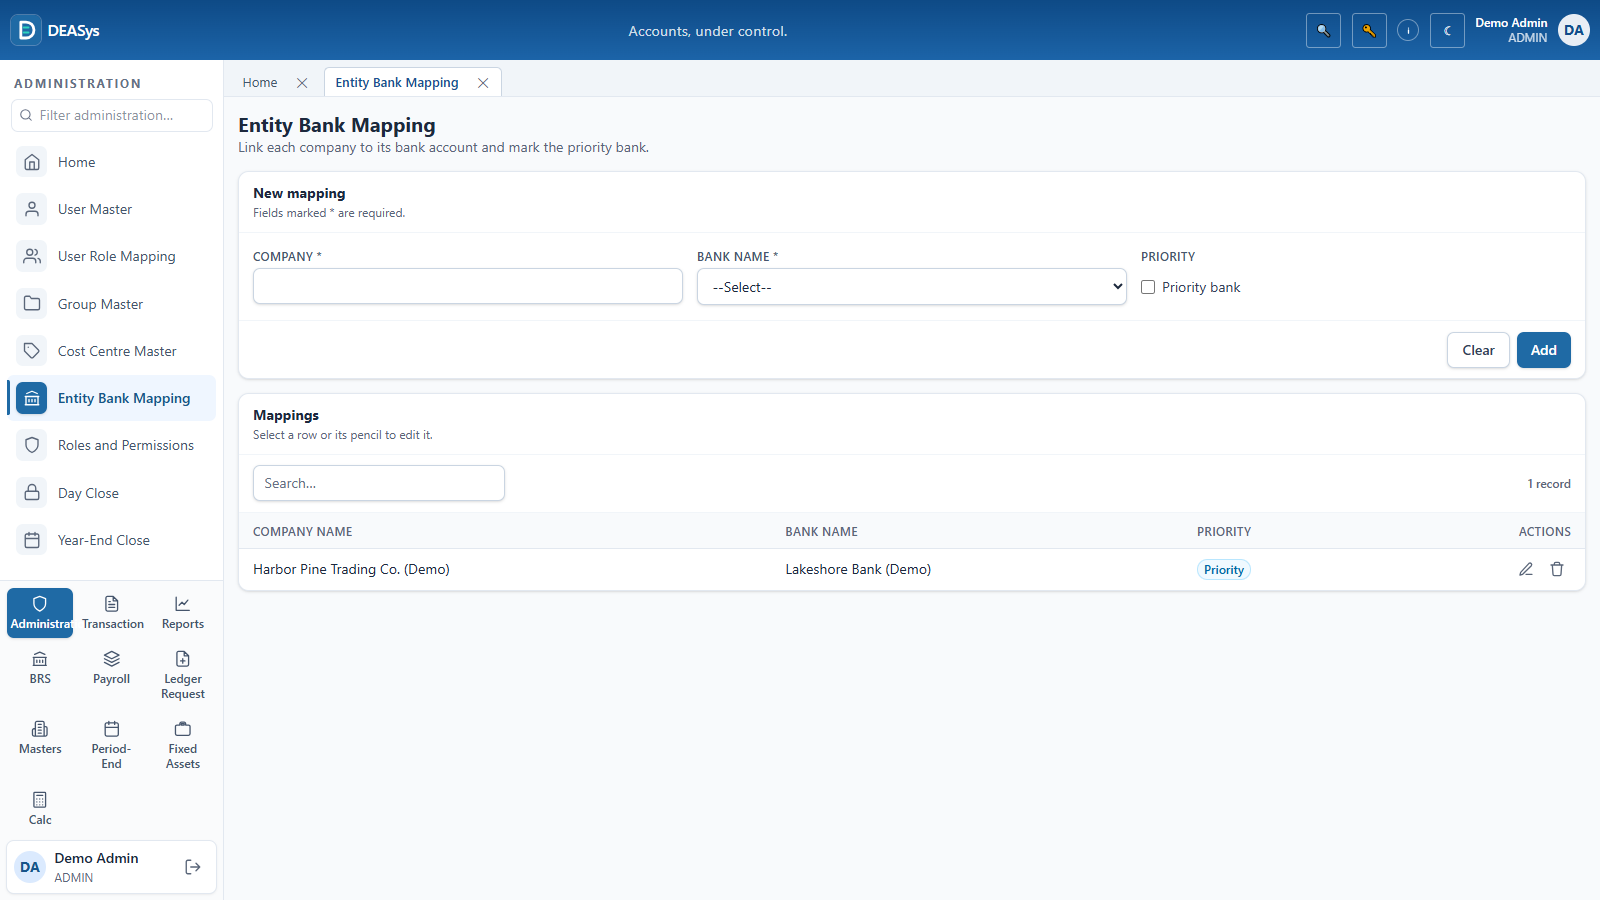 DEASys
Accounts, under control.
Demo Admin
ADMIN
DA
ADMINISTRATION
Filter administration...
Home
User Master
User Role Mapping
Group Master
Cost Centre Master
Entity Bank Mapping
Roles and Permissions
Day Close
Year-End Close
Administrat
Transaction
Reports
BRS
Payroll
Ledger Request
Masters
Period-End
Fixed Assets
Calc
DA
Demo Admin
ADMIN
Home
Entity Bank Mapping
Entity Bank Mapping
Link each company to its bank account and mark the priority bank.
New mapping
Fields marked * are required.
COMPANY *
BANK NAME *
PRIORITY
--Select--
Priority bank
Clear
Add
Mappings
Select a row or its pencil to edit it.
Search...
1 record
COMPANY NAME BANK NAME PRIORITY ACTIONS
Harbor Pine Trading Co. (Demo) Lakeshore Bank (Demo) Priority